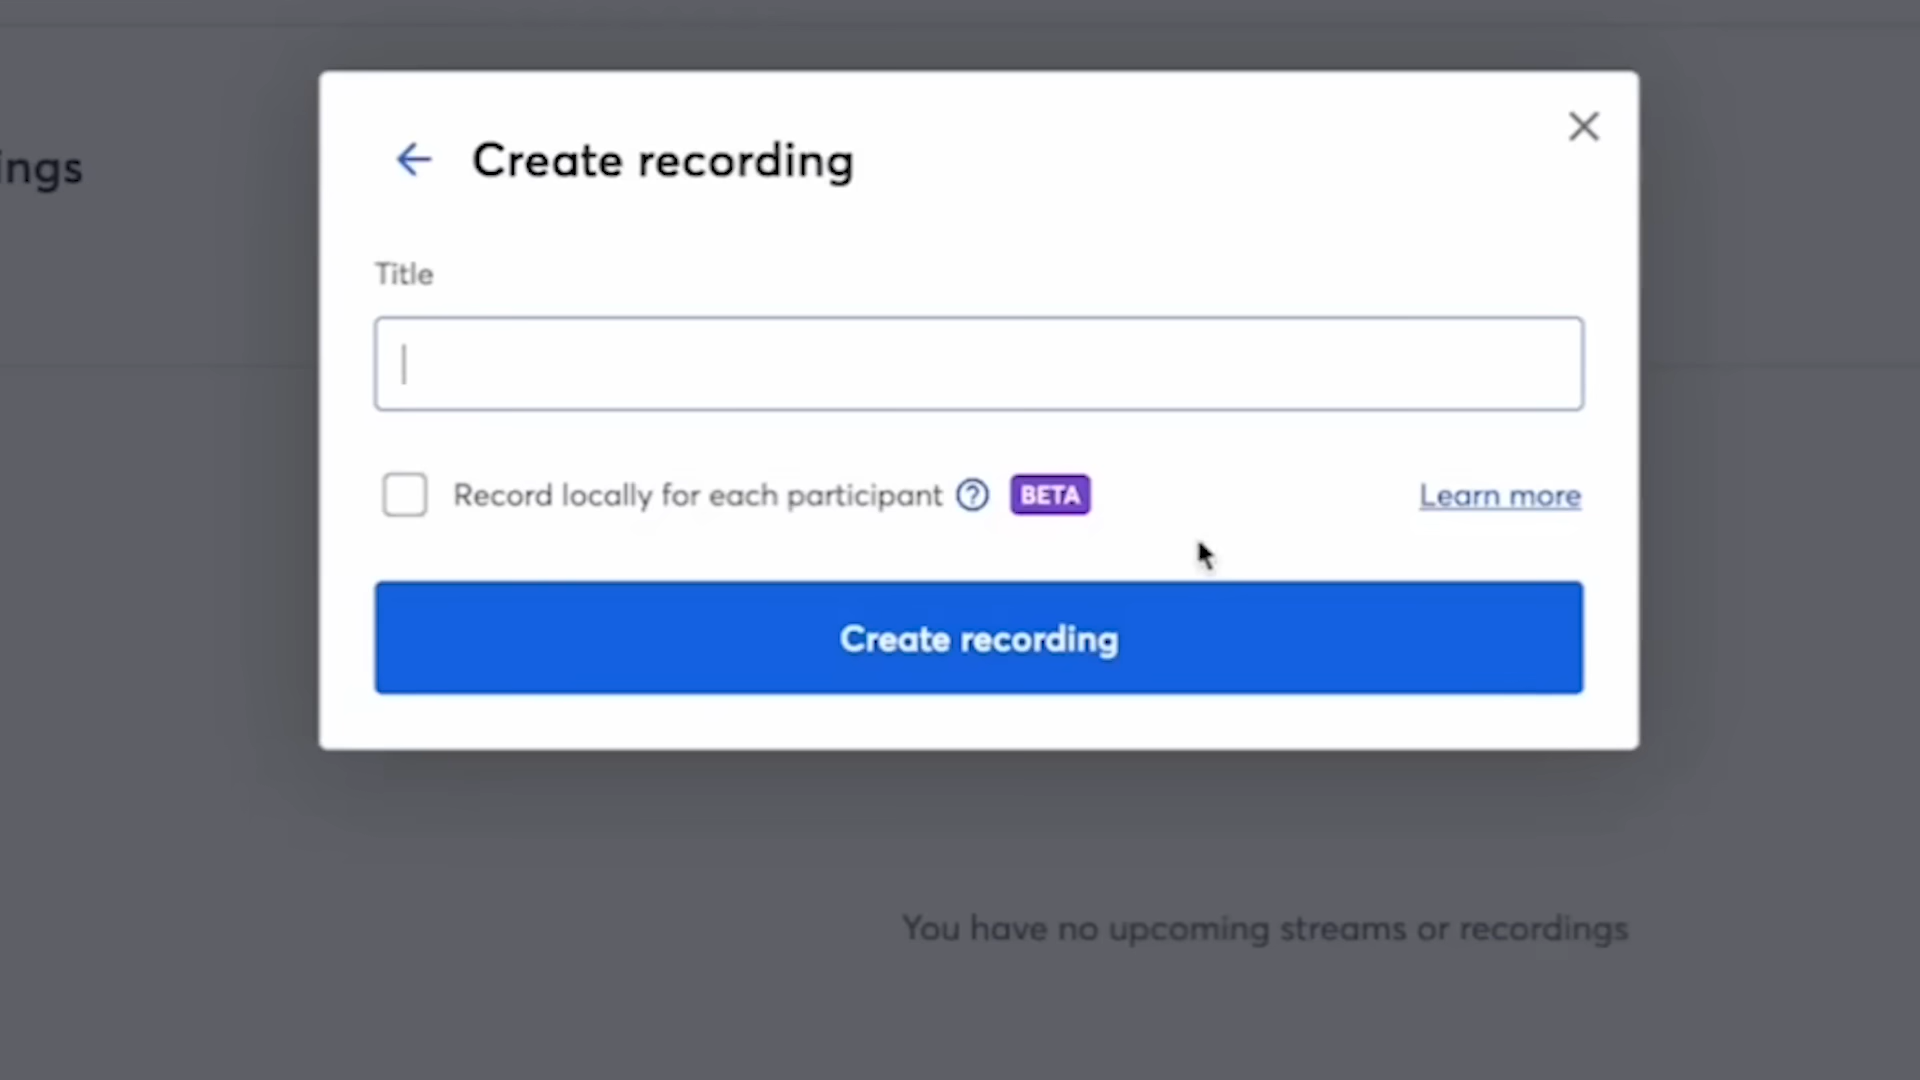 ings
Create recording
Title
Record locally for each participant ? BETA
Learn more
Create recording
You have no upcoming streams or recordings